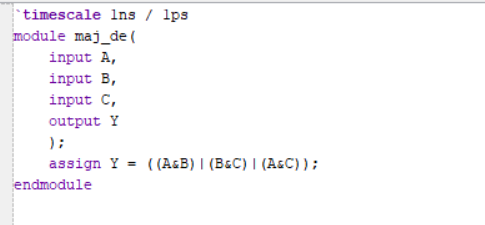 `timescale 1ns / 1ps
module maj_de(
    input A,
    input B,
    input C,
    output Y
    );
    assign Y = ((A&B)|(B&C)|(A&C));
endmodule